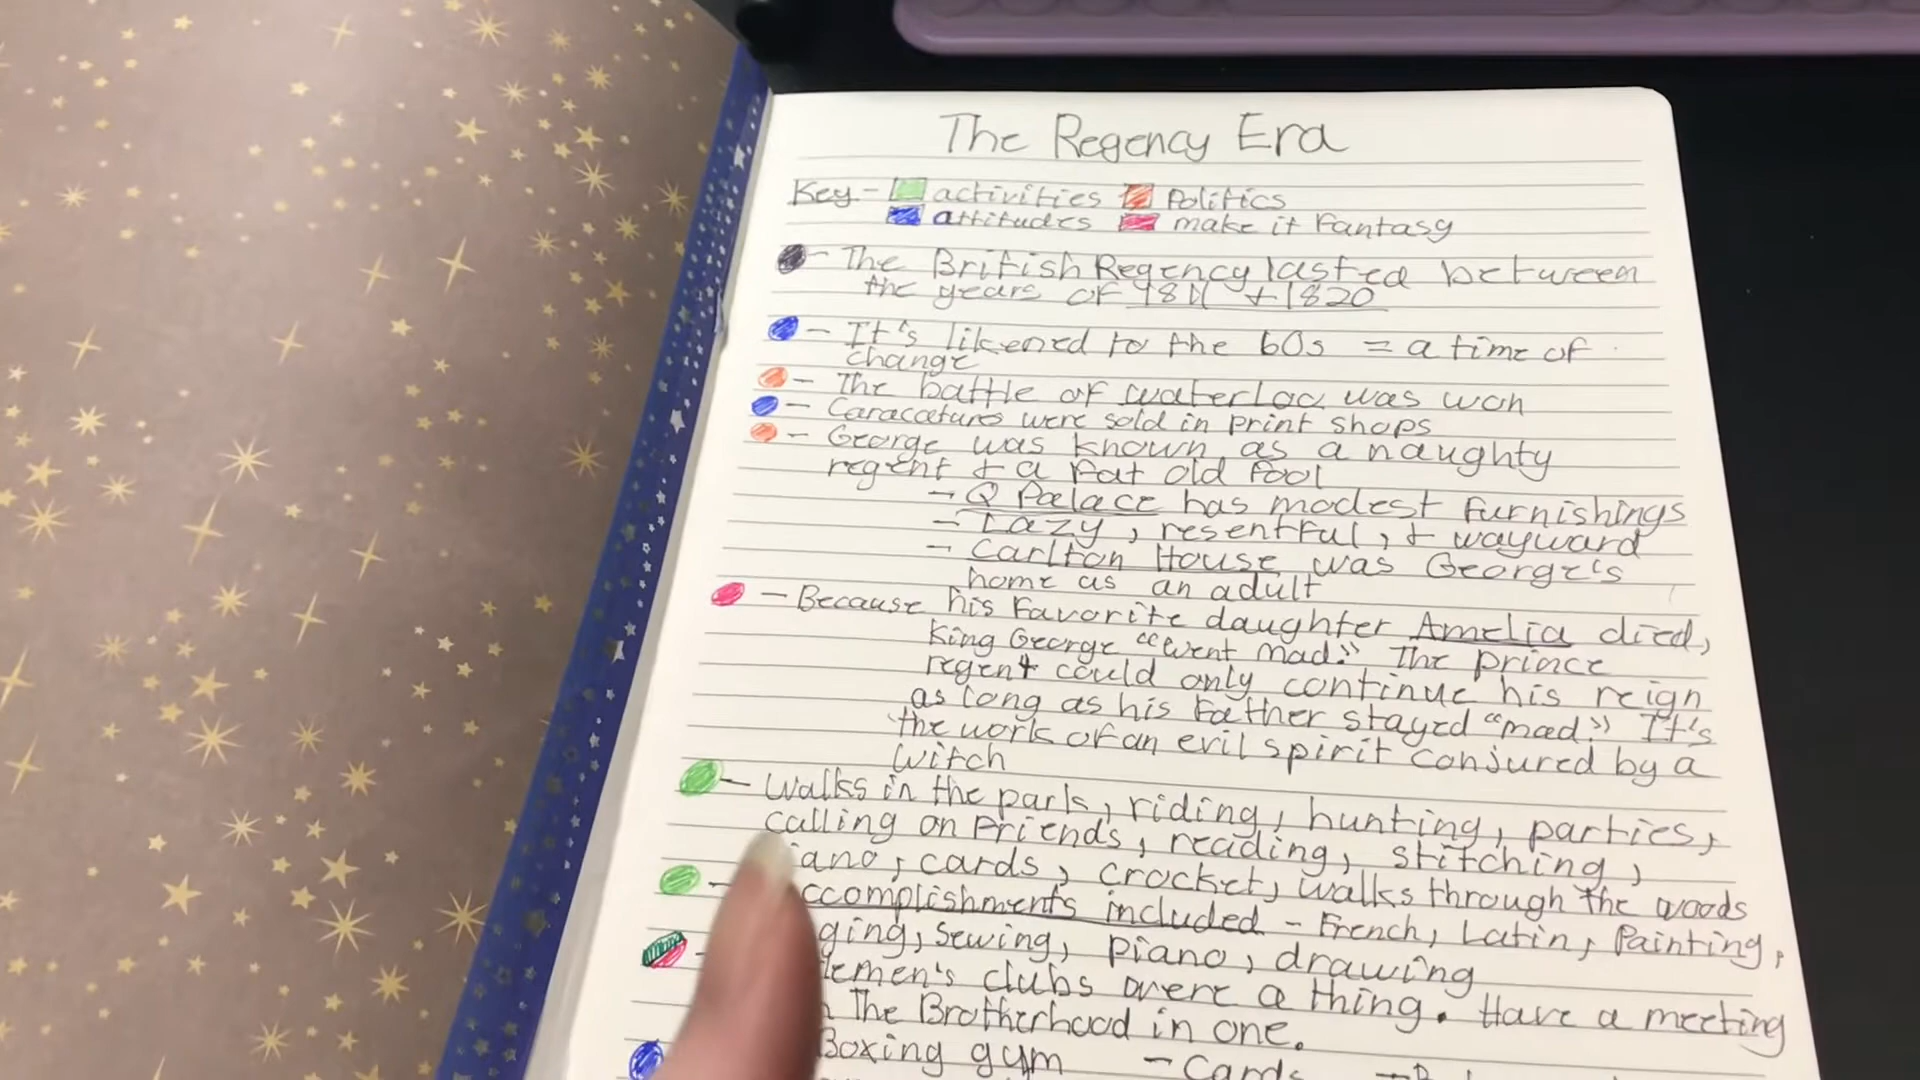 The Regency Era
Key - activities Politics
attitudes make it Fantasy
- The British Regency lasted between
the years of 1811 + 1820
- It's likened to the 60s = a time of
change
- The battle of Waterloo was won
- Caracatures were sold in print shops
- George was known as a naughty
regent + a fat old fool
- Q Palace has modest furnishings
- Lazy, resentful, + wayward
- Carlton House was George's
home as an adult
- Because his favorite daughter Amelia died,
King George "went mad." The prince
regent could only continue his reign
as long as his father stayed "mad." It's
the work of an evil spirit conjured by a
witch
- Walks in the park, riding, hunting, parties,
calling on friends, reading, stitching,
iano, cards, crocket, walks through the woods
- ccomplishments included - French, Latin, Painting,
ging, sewing, piano, drawing
- lemen's clubs were a thing. Have a meeting
The Brotherhood in one.
Boxing gym - Cards